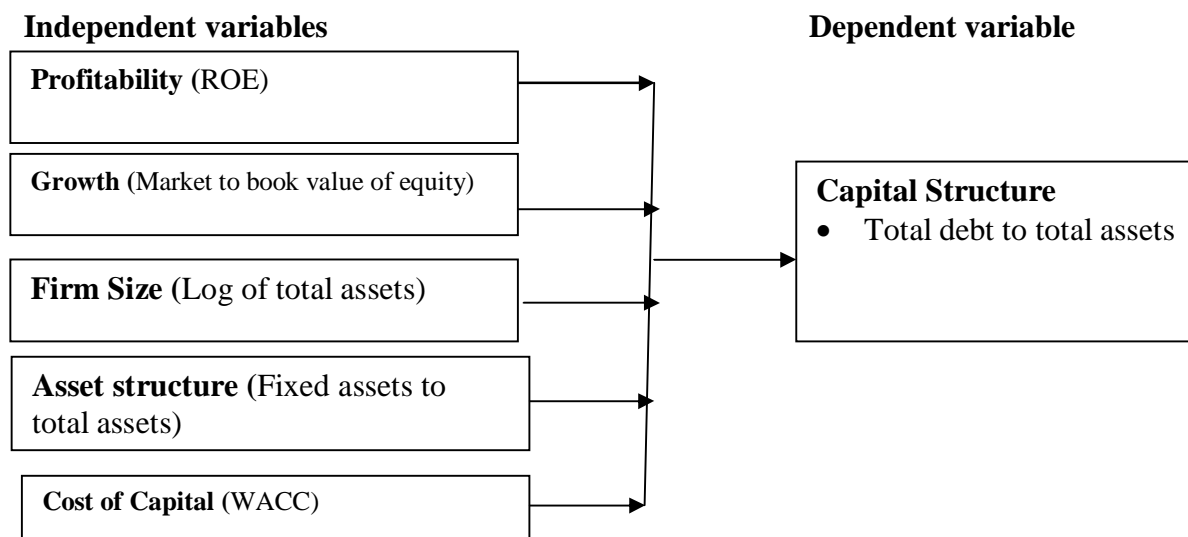 Independent variables
Dependent variable
Profitability (ROE)
Growth (Market to book value of equity)
Firm Size (Log of total assets)
Asset structure (Fixed assets to
total assets)
Cost of Capital (WACC)
Capital Structure
• Total debt to total assets